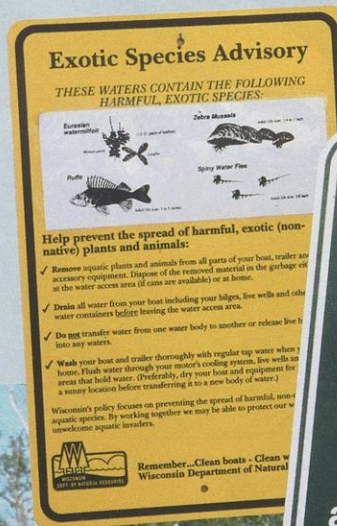 Exotic Species Advisory
THESE WATERS CONTAIN THE FOLLOWING
HARMFUL, EXOTIC SPECIES:
Eurasian
watermilfoil
Zebra Mussels
Ruffe
Spiny Water Flea
Help prevent the spread of harmful, exotic (non-
native) plants and animals:
✓ Remove aquatic plants and animals from all parts of your boat, trailer and
accessory equipment. Dispose of the removed material in the garbage
at the water access area (if cans are available) or at home.
✓ Drain all water from your boat including your bilges, live wells and
water containers before leaving the water access area.
✓ Do not transfer water from one water body to another or release live
into any waters.
✓ Wash your boat and trailer thoroughly with regular tap water when
home. Flush water through your motor's cooling system, live wells
areas that hold water. (Preferably, dry your boat and equipment for
a sunny location before transferring it to a new body of water.)
Wisconsin's policy focuses on preventing the spread of harmful,
aquatic species. By working together we may be able to protect our
unwelcome aquatic invaders.
WISCONSIN
DEPT. OF NATURAL RESOURCES
Remember...Clean boats - Clean
Wisconsin Department of Natural